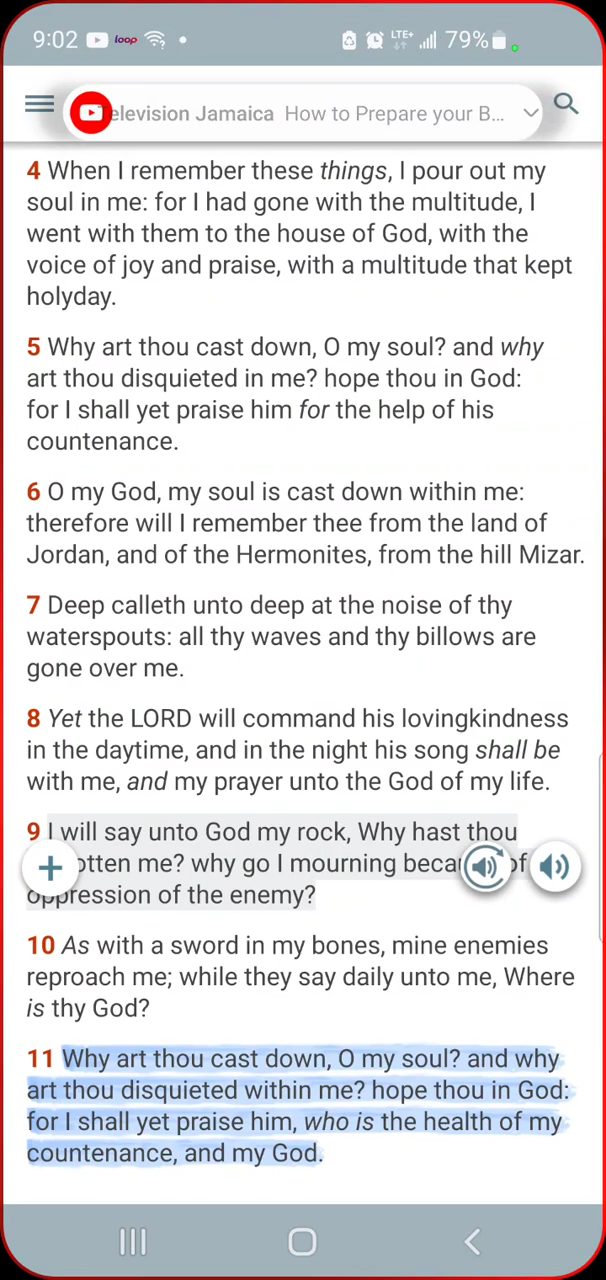 9:02 loop LTE+ 79%
elevision Jamaica How to Prepare your B...
4 When I remember these things, I pour out my
soul in me: for I had gone with the multitude, I
went with them to the house of God, with the
voice of joy and praise, with a multitude that kept
holyday.
5 Why art thou cast down, O my soul? and why
art thou disquieted in me? hope thou in God:
for I shall yet praise him for the help of his
countenance.
6 O my God, my soul is cast down within me:
therefore will I remember thee from the land of
Jordan, and of the Hermonites, from the hill Mizar.
7 Deep calleth unto deep at the noise of thy
waterspouts: all thy waves and thy billows are
gone over me.
8 Yet the LORD will command his lovingkindness
in the daytime, and in the night his song shall be
with me, and my prayer unto the God of my life.
9 I will say unto God my rock, Why hast thou
otten me? why go I mourning beca of
oppression of the enemy?
10 As with a sword in my bones, mine enemies
reproach me; while they say daily unto me, Where
is thy God?
11 Why art thou cast down, O my soul? and why
art thou disquieted within me? hope thou in God:
for I shall yet praise him, who is the health of my
countenance, and my God.